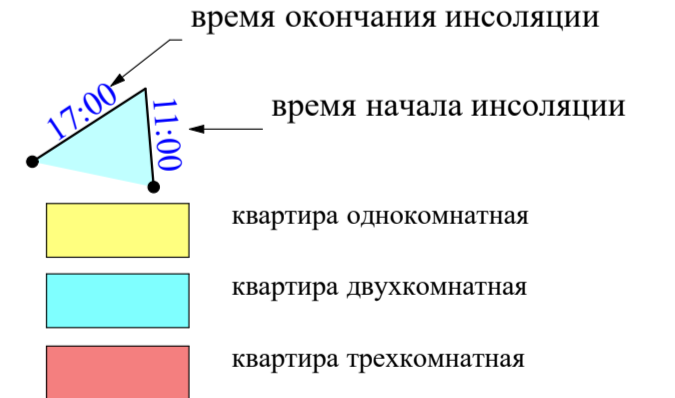 время окончания инсоляции
17:00
11:00
время начала инсоляции
квартира однокомнатная
квартира двухкомнатная
квартира трехкомнатная